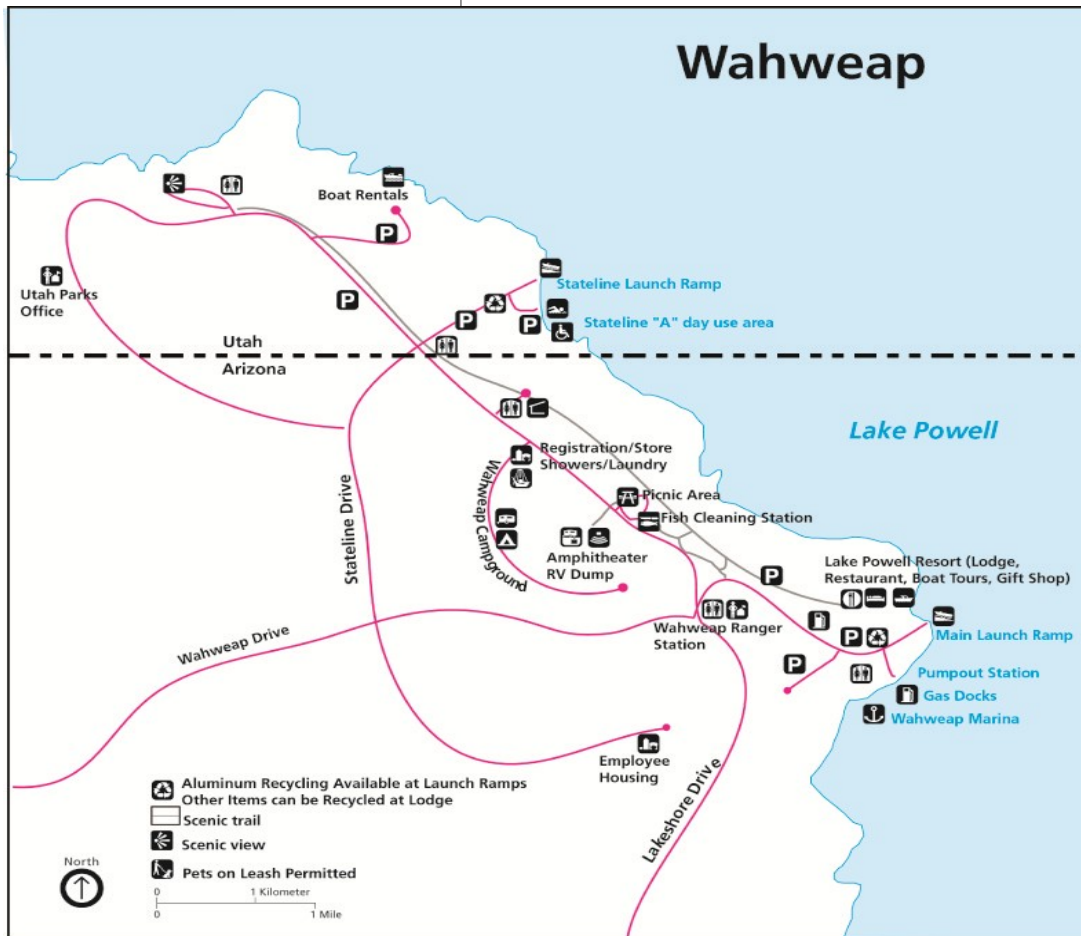 Wahweap
Boat Rentals
Utah Parks
Office
P
P
Stateline Launch Ramp
P
P
Stateline "A" day use area
Utah
Arizona
Lake Powell
Registration/Store
Showers/Laundry
Wahweap Campground
Picnic Area
Fish Cleaning Station
Amphitheater
RV Dump
Stateline Drive
P
Lake Powell Resort (Lodge,
Restaurant, Boat Tours, Gift Shop)
Wahweap Ranger
Station
Wahweap Drive
P
Main Launch Ramp
P
Pumpout Station
Gas Docks
Wahweap Marina
Employee
Housing
Lakeshore Drive
Aluminum Recycling Available at Launch Ramps
Other Items can be Recycled at Lodge
Scenic trail
Scenic view
Pets on Leash Permitted
North
0 1 Kilometer
0 1 Mile